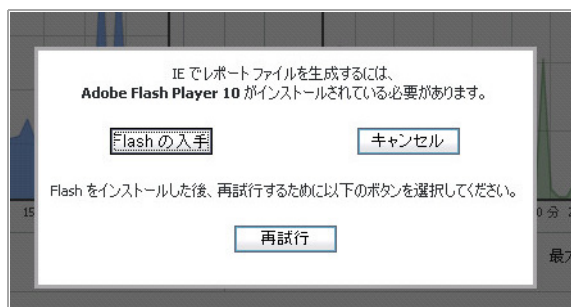 IE でレポート ファイルを生成するには、
Adobe Flash Player 10 がインストールされている必要があります。
Flash の入手
キャンセル
Flash をインストールした後、再試行するために以下のボタンを選択してください。
15
0 分
再試行